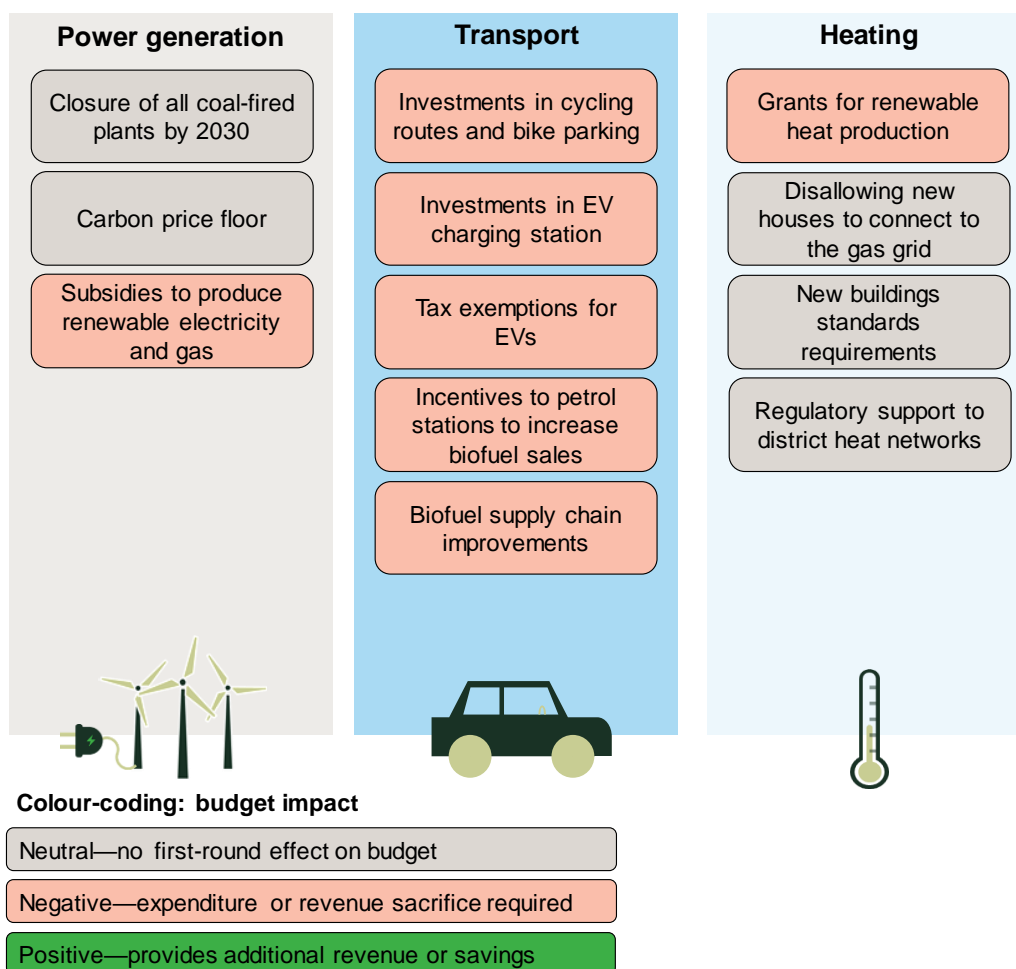 Power generation
Closure of all coal-fired
plants by 2030
Carbon price floor
Subsidies to produce
renewable electricity
and gas
Transport
Investments in cycling
routes and bike parking
Investments in EV
charging station
Tax exemptions for
EVs
Incentives to petrol
stations to increase
biofuel sales
Biofuel supply chain
improvements
Heating
Grants for renewable
heat production
Disallowing new
houses to connect to
the gas grid
New buildings
standards
requirements
Regulatory support to
district heat networks
Colour-coding: budget impact
Neutral—no first-round effect on budget
Negative—expenditure or revenue sacrifice required
Positive—provides additional revenue or savings